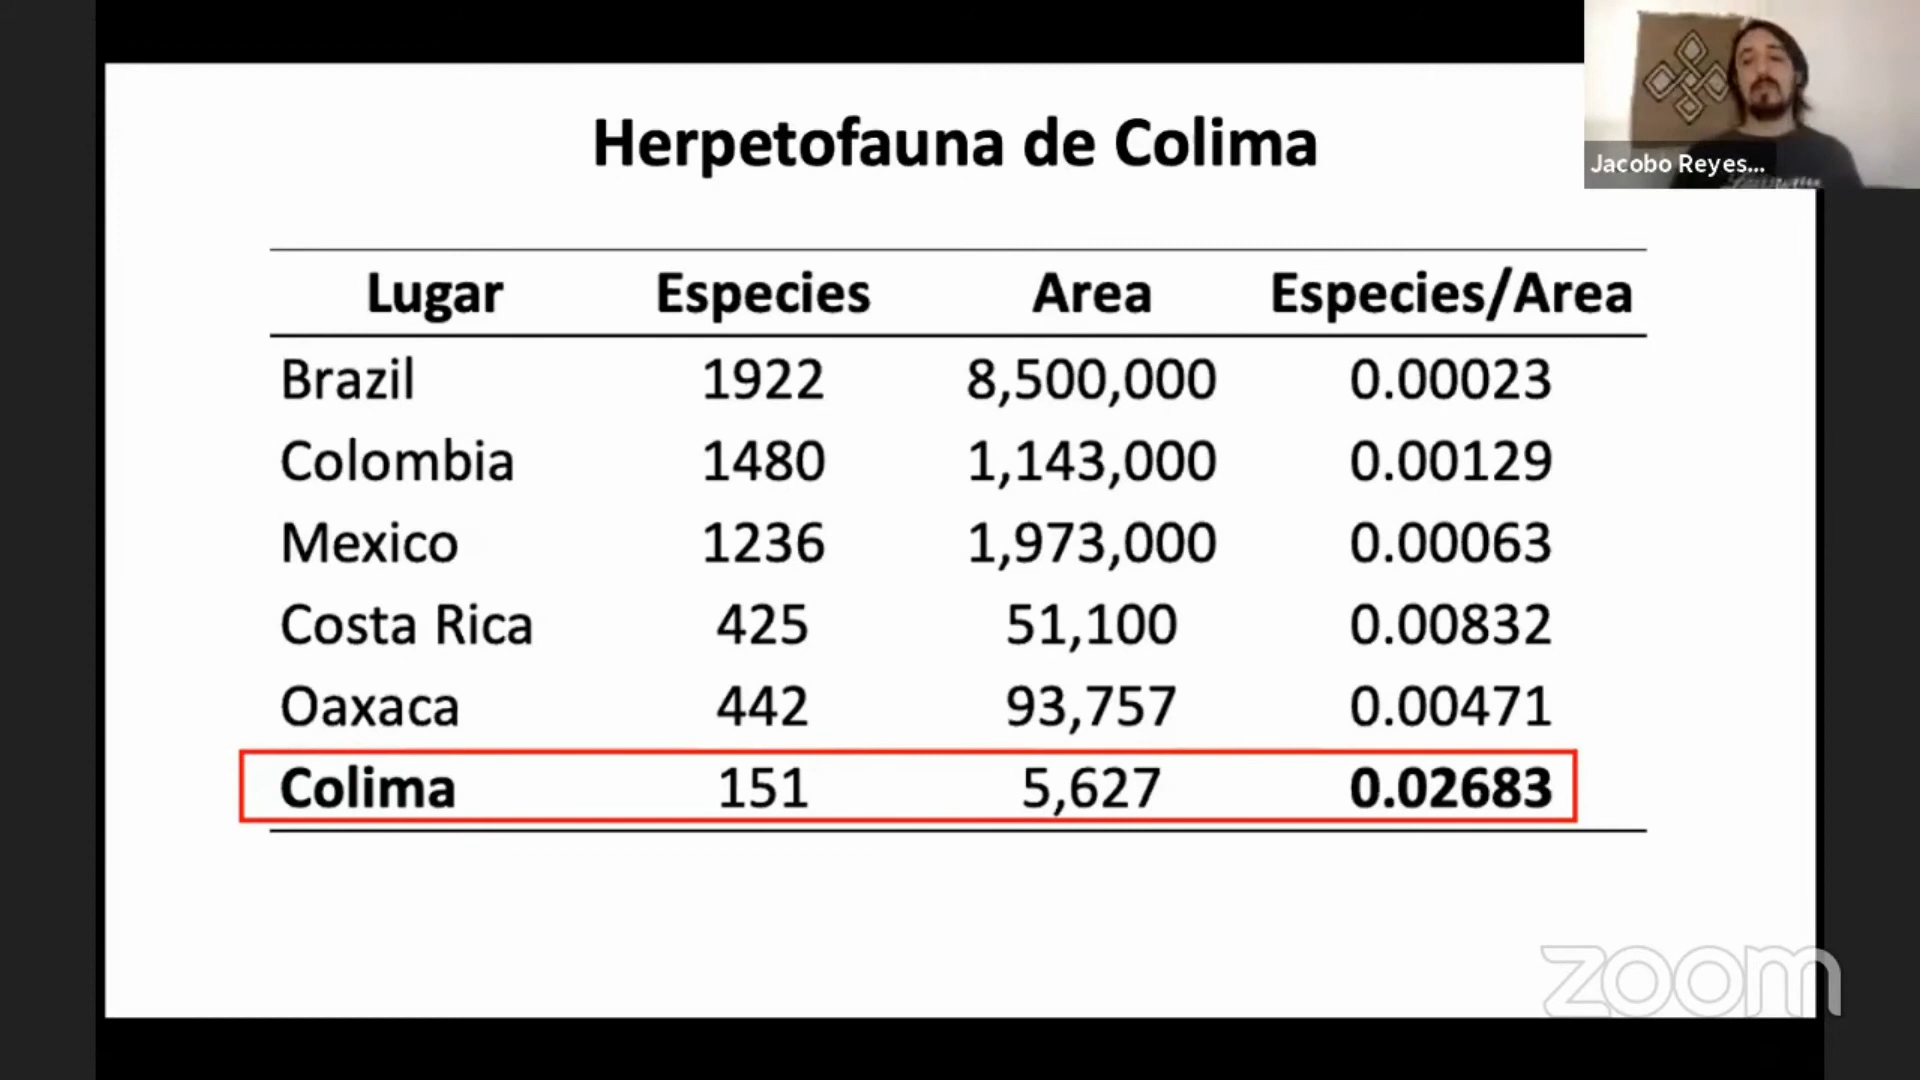 Herpetofauna de Colima
Jacobo Reyes...
Lugar Especies Area Especies/Area
Brazil 1922 8,500,000 0.00023
Colombia 1480 1,143,000 0.00129
Mexico 1236 1,973,000 0.00063
Costa Rica 425 51,100 0.00832
Oaxaca 442 93,757 0.00471
Colima 151 5,627 0.02683
zoom